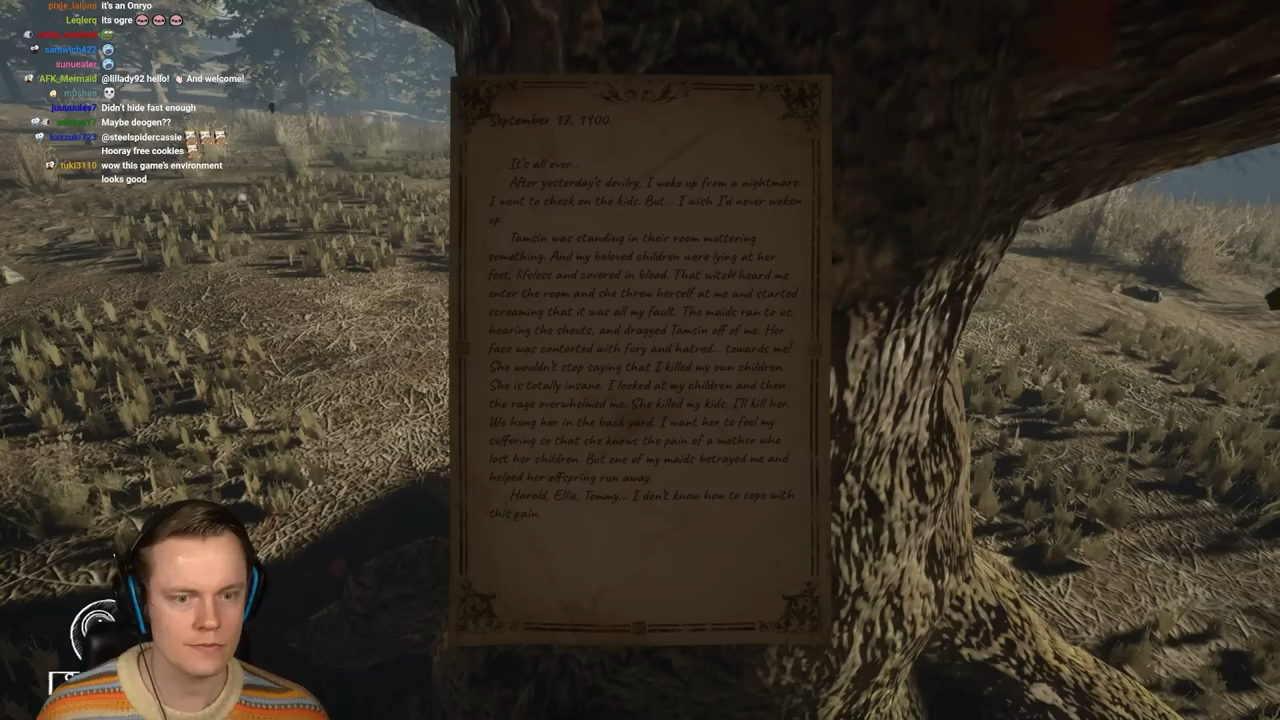 pixie_laluna it's an Onryo
Leqlerq its ogre
samwich422
sunueater
AFK_Mermaid @lillady92 hello! And welcome!
mijshen
juuuuules7 Didn't hide fast enough
Maybe deogen??
kazzuki723 @steelspidercassie
Hooray free cookies
tuki3110 wow this game's environment
looks good
September 17, 1900.
It's all over...
After yesterday's devilry, I woke up from a nightmare.
I went to check on the kids. But... I wish I'd never woken
up.
Tamsin was standing in their room muttering
something. And my beloved children were lying at her
feet, lifeless and covered in blood. That witch heard me
enter the room and she threw herself at me and started
screaming that it was all my fault. The maids ran to us,
hearing the shouts, and dragged Tamsin off of me. Her
face was contorted with fury and hatred... towards me!
She wouldn't stop saying that I killed my own children.
She is totally insane. I looked at my children and then
the rage overwhelmed me. She killed my kids, I'll kill her.
We hung her in the back yard. I want her to feel my
suffering so that she knows the pain of a mother who
lost her children. But one of my maids betrayed me and
helped her offspring run away.
Harold, Ellie, Tommy... I don't know how to cope with
this pain.